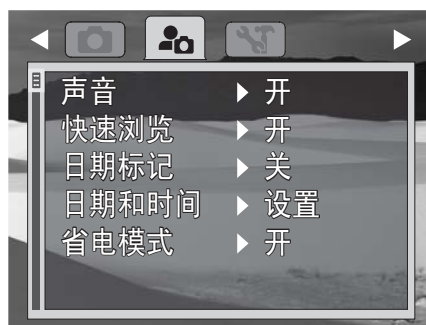 声音 开
快速浏览 开
日期标记 关
日期和时间 设置
省电模式 开